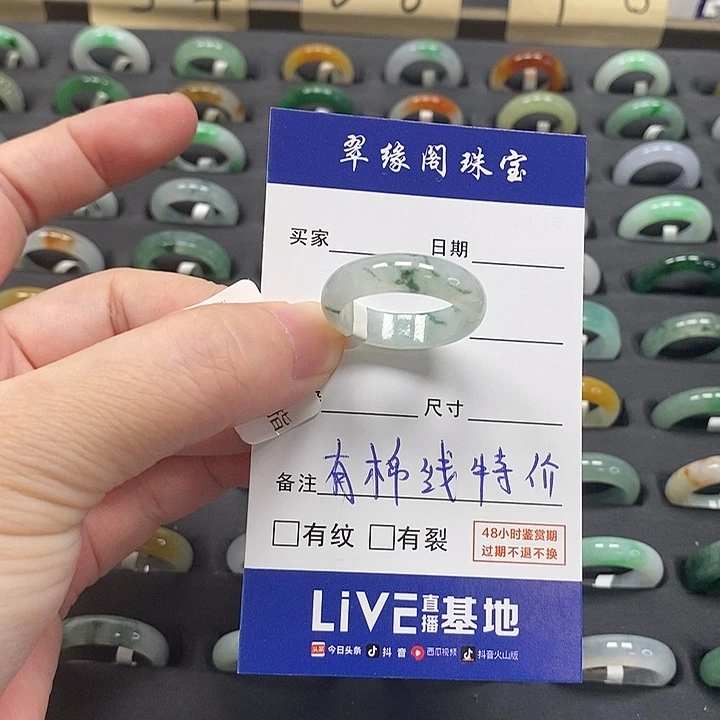 翠缘阁珠宝
买家 日期
尺寸
备注 有棉线特价
□有纹 □有裂
48小时鉴赏期
过期不退不换
LiVE直播基地
头条 今日头条 抖音 西瓜视频 抖音火山版